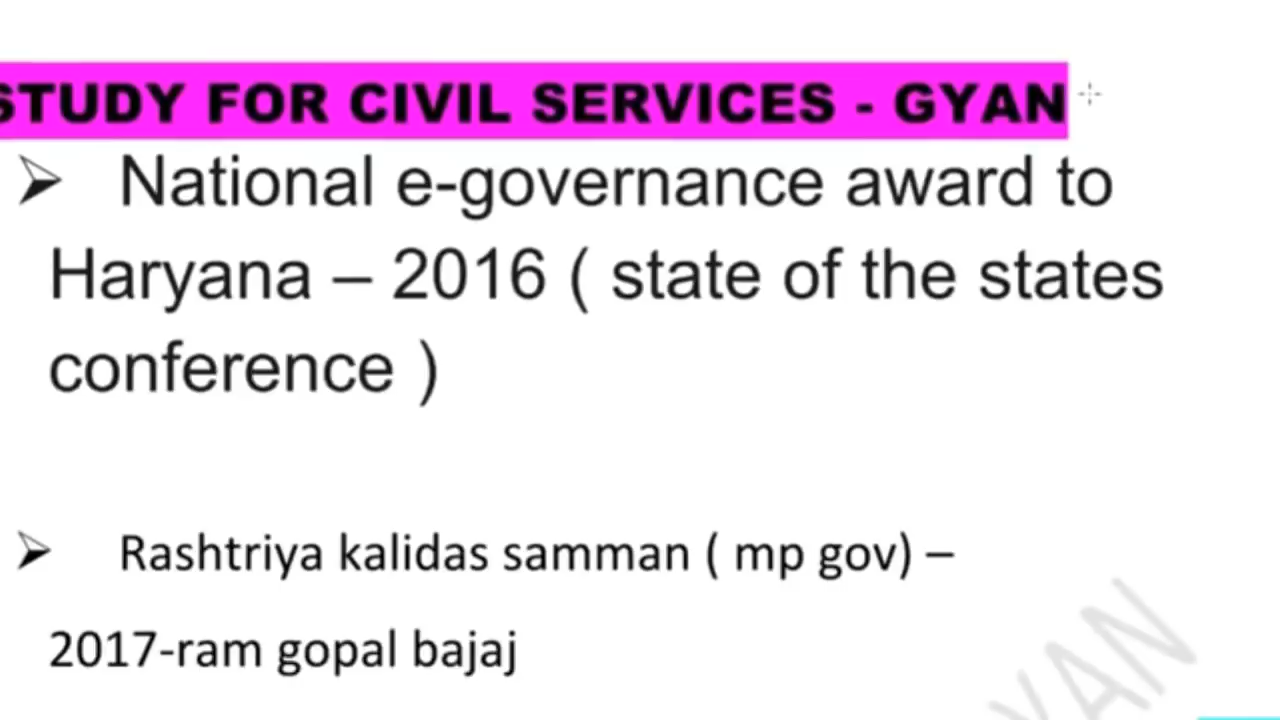 STUDY FOR CIVIL SERVICES - GYAN
➢ National e-governance award to
Haryana – 2016 ( state of the states
conference )
➢ Rashtriya kalidas samman ( mp gov) –
2017-ram gopal bajaj
YAN